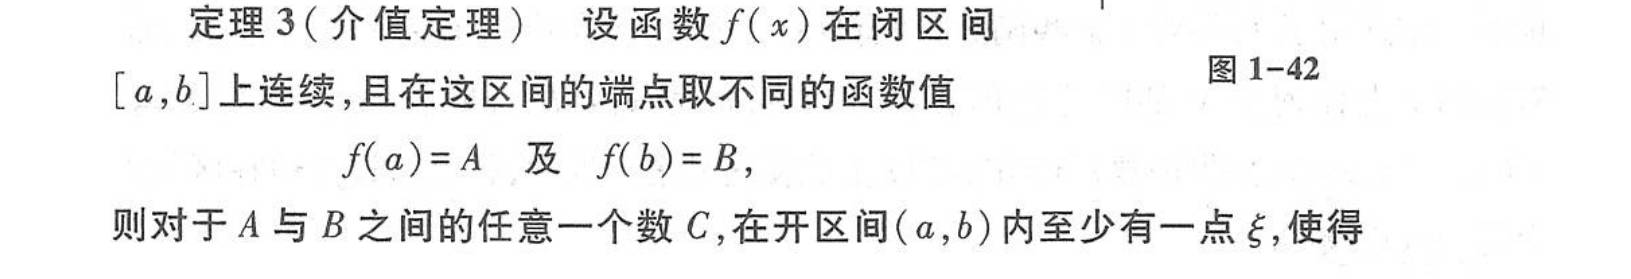 定理 3(介值定理) 设函数 f(x) 在闭区间
[a,b]上连续,且在这区间的端点取不同的函数值
图 1-42
f(a)=A 及 f(b)=B,
则对于 A 与 B 之间的任意一个数 C,在开区间(a,b)内至少有一点 ξ,使得